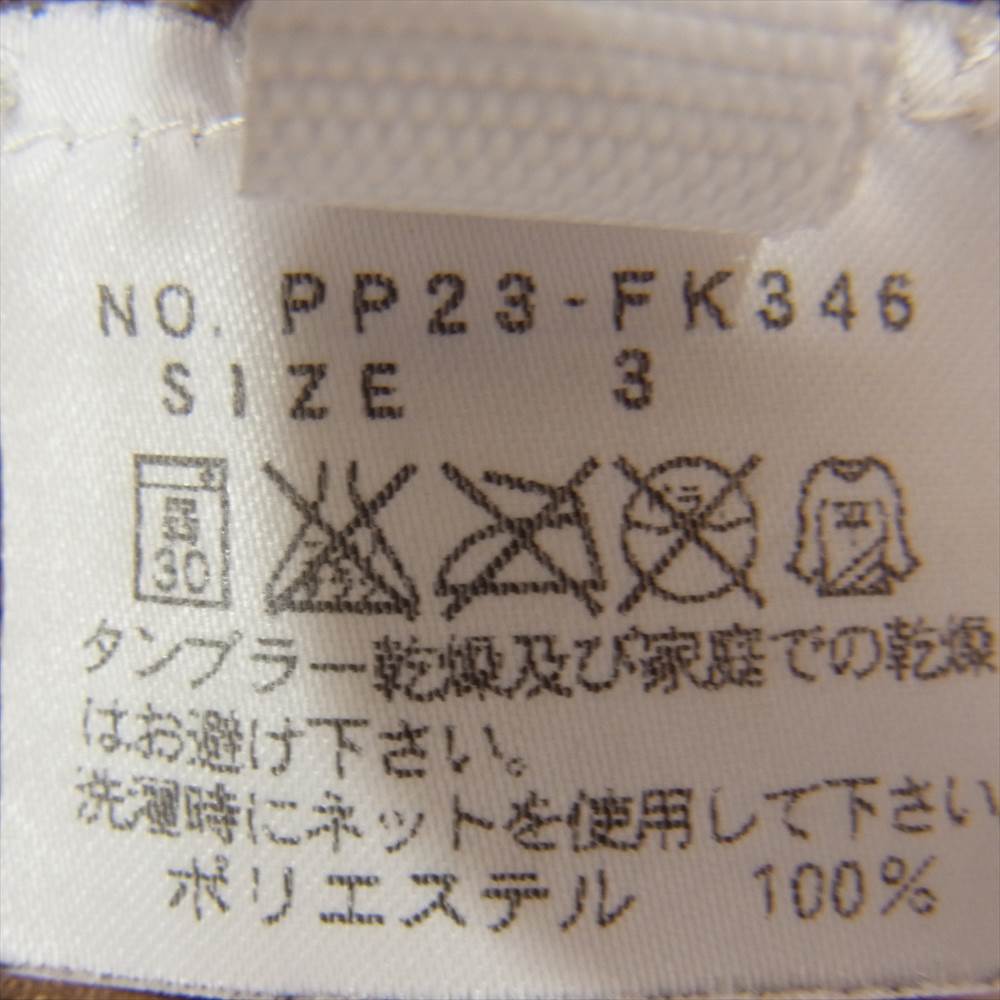 NO. PP23-FK346
SIZE 3
30
タンブラー乾燥及び家庭での乾燥
はお避け下さい。
洗濯時にネットを使用して下さい
ポリエステル 100%